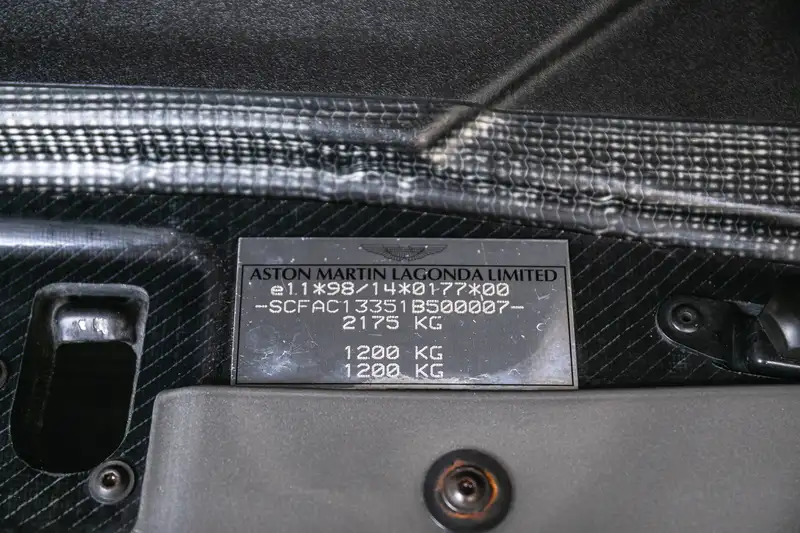 ASTON MARTIN LAGONDA LIMITED
e11*98/14*0177*00
-SCFAC13351B500007-
2175 KG
1200 KG
1200 KG